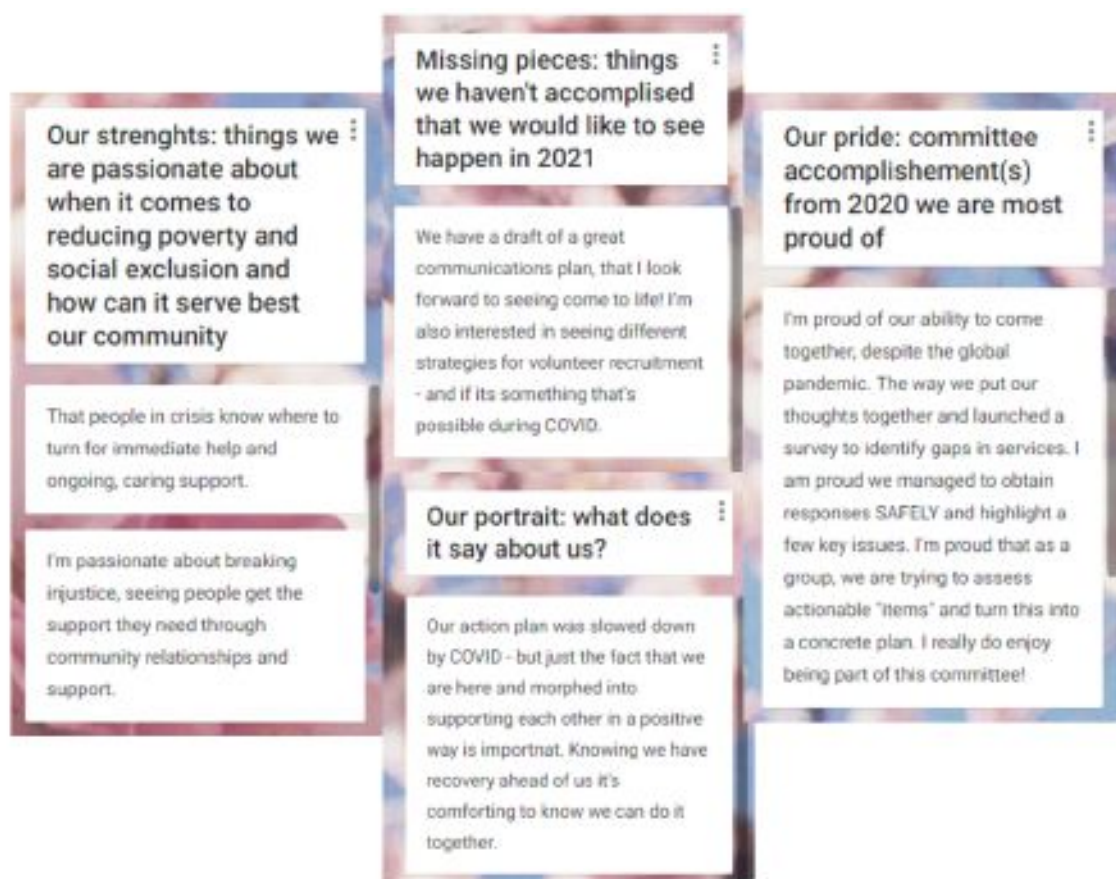 Our strenghts: things we
are passionate about
when it comes to
reducing poverty and
social exclusion and
how can it serve best
our community
That people in crisis know where to
turn for immediate help and
ongoing, caring support.
I'm passionate about breaking
injustice, seeing people get the
support they need through
community relationships and
support.
Missing pieces: things
we haven't accomplised
that we would like to see
happen in 2021
We have a draft of a great
communications plan, that I look
forward to seeing come to life! I'm
also interested in seeing different
strategies for volunteer recruitment
- and if its something that's
possible during COVID.
Our portrait: what does
it say about us?
Our action plan was slowed down
by COVID - but just the fact that we
are here and morphed into
supporting each other in a positive
way is importnat. Knowing we have
recovery ahead of us it's
comforting to know we can do it
together.
Our pride: committee
accomplishement(s)
from 2020 we are most
proud of
I'm proud of our ability to come
together, despite the global
pandemic. The way we put our
thoughts together and launched a
survey to identify gaps in services. I
am proud we managed to obtain
responses SAFELY and highlight a
few key issues. I'm proud that as a
group, we are trying to assess
actionable "items" and turn this into
a concrete plan. I really do enjoy
being part of this committee!